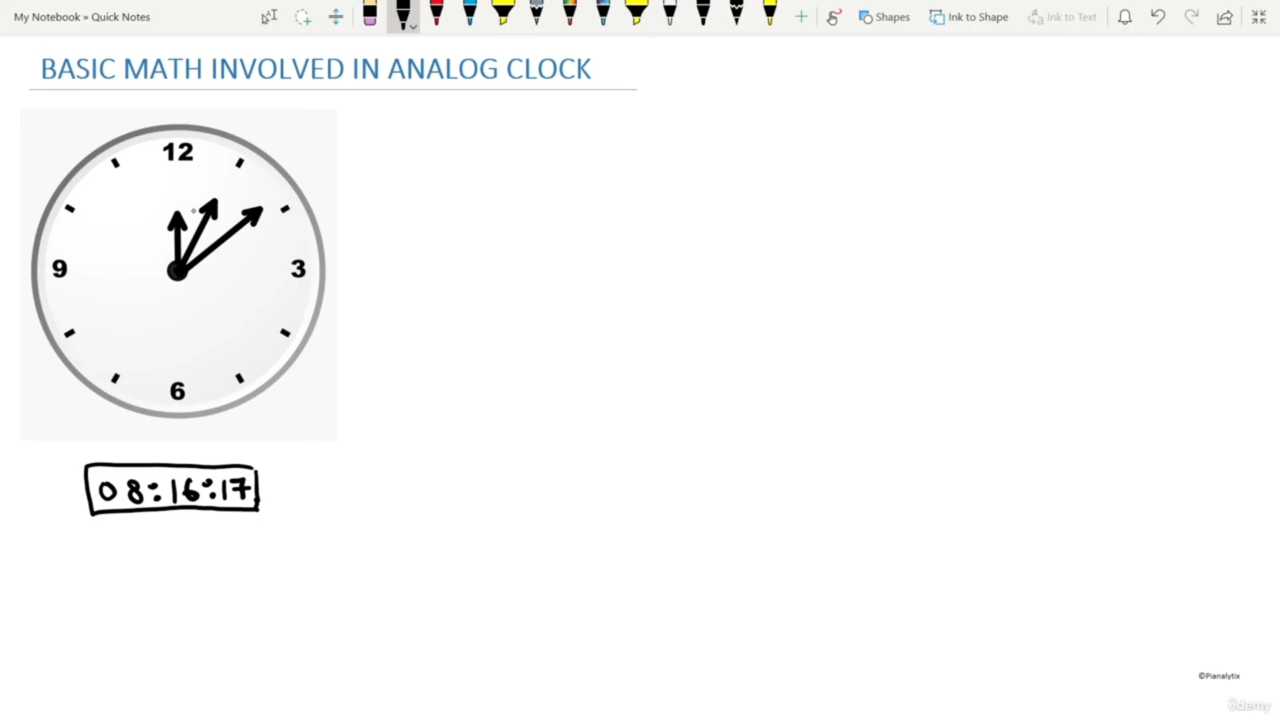 My Notebook » Quick Notes
Shapes
Ink to Shape
Ink to Text
BASIC MATH INVOLVED IN ANALOG CLOCK
12
9
3
6
08:16:17
©Pianalytix
ûdemy